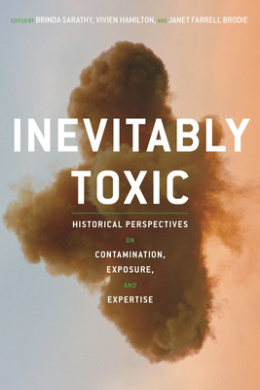 EDITED BY BRINDA SARATHY, VIVIEN HAMILTON, AND JANET FARRELL BRODIE
INEVITABLY
TOXIC
HISTORICAL PERSPECTIVES
ON
CONTAMINATION,
EXPOSURE,
AND
EXPERTISE